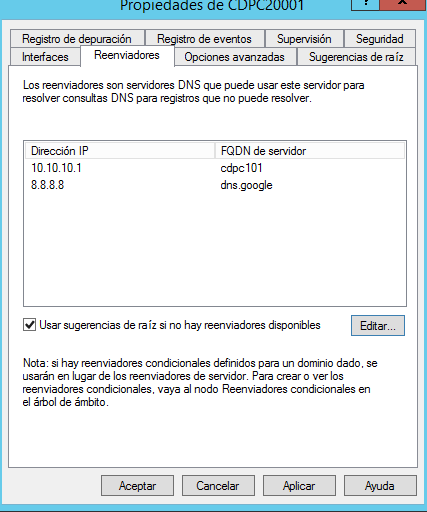 Propiedades de CDPC20001
?
x
Registro de depuración
Registro de eventos
Supervisión
Seguridad
Interfaces
Reenviadores
Opciones avanzadas
Sugerencias de raíz
Los reenviadores son servidores DNS que puede usar este servidor para
resolver consultas DNS para registros que no puede resolver.
Dirección IP
FQDN de servidor
10.10.10.1
cdpc101
8.8.8.8
dns.google
Usar sugerencias de raíz si no hay reenviadores disponibles
Editar...
Nota: si hay reenviadores condicionales definidos para un dominio dado, se
usarán en lugar de los reenviadores de servidor. Para crear o ver los
reenviadores condicionales, vaya al nodo Reenviadores condicionales en
el árbol de ámbito.
Aceptar
Cancelar
Aplicar
Ayuda